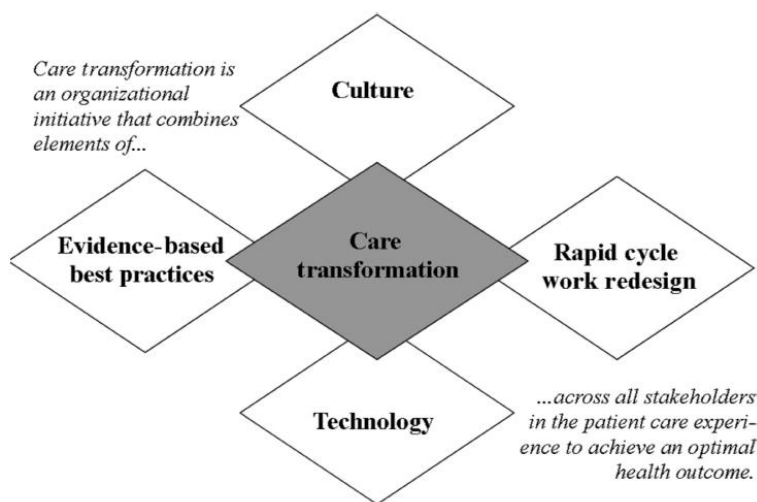 Care transformation is
an organizational
initiative that combines
elements of...
Culture
Evidence-based
best practices
Care
transformation
Rapid cycle
work redesign
Technology
...across all stakeholders
in the patient care experi-
ence to achieve an optimal
health outcome.